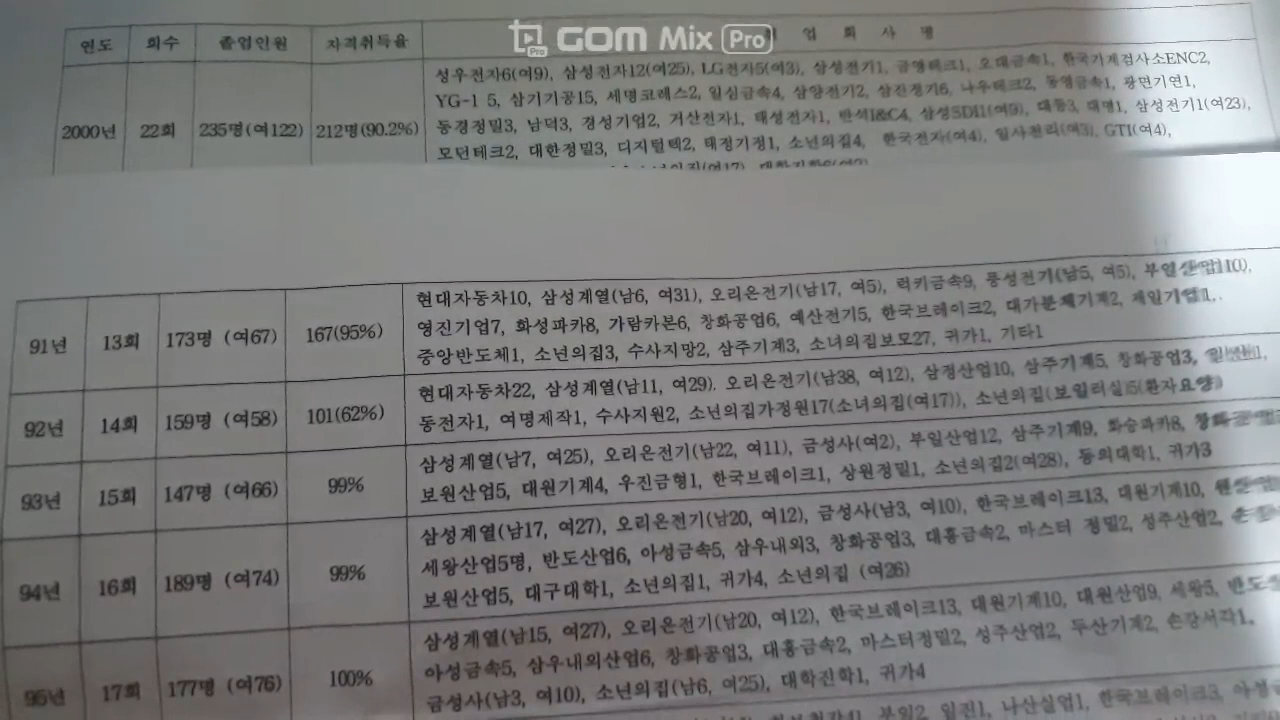 GOM Mix Pro
연도 회수 졸업인원 자격취득율 업 회 사 명
성우전자6(여9), 삼성전자12(여25), LG전자5(여3), 삼성전기1, 금영테크1, 오대금속1, 한국기계검사소ENC2,
YG-1 5, 삼기기공15, 세명코레스2, 일심금속4, 삼양전기2, 삼진정기6, 나우테크2, 동영금속1, 광면기연1,
2000년 22회 235명(여122) 212명(90.2%) 동경정밀3, 남덕3, 경성기업2, 거산전자1, 태성전자1, 반석I&C4, 삼성SDI1(여9), 대동3, 대명1, 삼성전기1(여23),
모던테크2, 대한정밀3, 디지털텍2, 태정기정1, 소년의집4, 한국전자(여4), 일사천리(여3), GTI(여4),
현대자동차10, 삼성계열(남6, 여31), 오리온전기(남17, 여5), 럭키금속9, 풍성전기(남5, 여5), 부일산업110),
91년 13회 173명 (여67) 167(95%) 영진기업7, 화성파카8, 가람카본6, 창화공업6, 예산전기5, 한국브레이크2, 대가분체기계2, 제일기업1,
중앙반도체1, 소년의집3, 수사지망2, 삼주기계3, 소녀의집보모27, 귀가1, 기타1
현대자동차22, 삼성계열(남11, 여29). 오리온전기(남38, 여12), 삼정산업10, 삼주기계5, 창화공업3,
92년 14회 159명 (여58) 101(62%) 동전자1, 여명제작1, 수사지원2, 소년의집가정원17(소녀의집(여17)), 소년의집(보일러실)5(환자요양)
삼성계열(남7, 여25), 오리온전기(남22, 여11), 금성사(여2), 부일산업12, 삼주기계9, 화승파카8,
93년 15회 147명 (여66) 99% 보원산업5, 대원기계4, 우진금형1, 한국브레이크1, 상원정밀1, 소년의집2(여28), 동의대학1, 귀가3
삼성계열(남17, 여27), 오리온전기(남20, 여12), 금성사(남3, 여10), 한국브레이크13, 대원기계10,
94년 16회 189명 (여74) 99% 세왕산업5명, 반도산업6, 아성금속5, 삼우내외3, 창화공업3, 대흥금속2, 마스터 정밀2, 성주산업2,
보원산업5, 대구대학1, 소년의집1, 귀가4, 소년의집 (여26)
삼성계열(남15, 여27), 오리온전기(남20, 여12), 한국브레이크13, 대원기계10, 대원산업9, 세왕5,
95년 17회 177명 (여76) 100% 아성금속5, 삼우내외산업6, 창화공업3, 대흥금속2, 마스터정밀2, 성주산업2, 두산기계2, 손강서각1,
금성사(남3, 여10), 소년의집(남6, 여25), 대학진학1, 귀가4
부외2, 일진1, 나산실업1, 한국브레이크3,